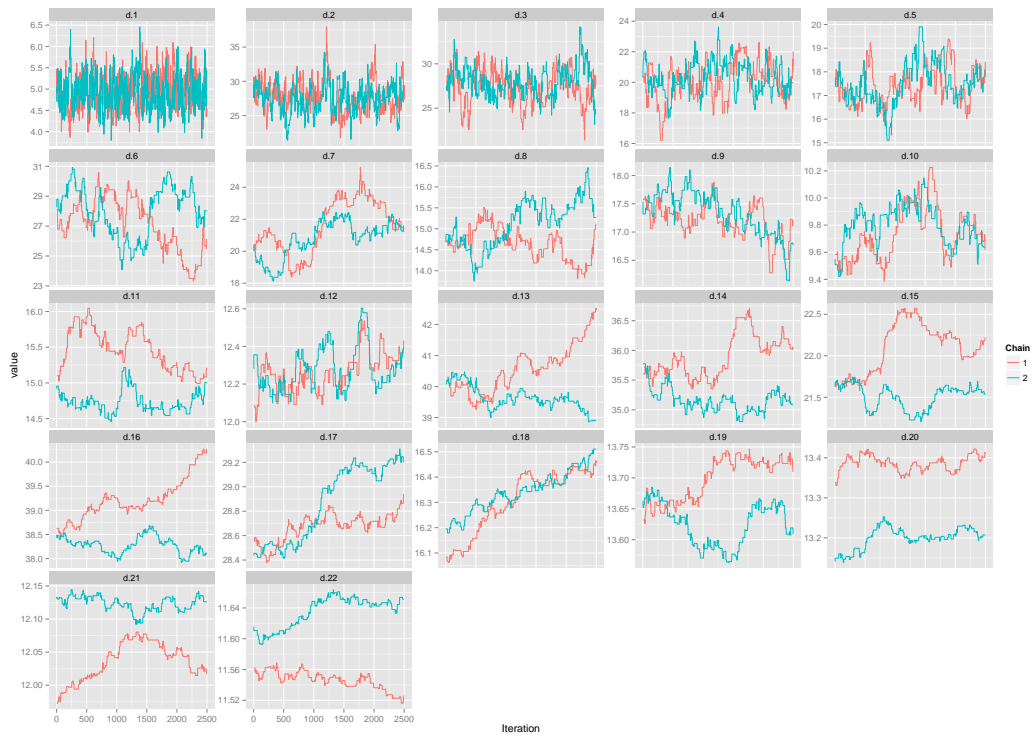 d.1 d.2 d.3 d.4 d.5
6.5 6.0 5.5 5.0 4.5 4.0
35 30 25
30 25
24 22 20 18 16
20 19 18 17 16 15
d.6 d.7 d.8 d.9 d.10
31 29 27 25 23
24 22 20 18
16.5 16.0 15.5 15.0 14.5 14.0
18.0 17.5 17.0 16.5
10.2 10.0 9.8 9.6 9.4
d.11 d.12 d.13 d.14 d.15
16.0 15.5 15.0 14.5
12.6 12.4 12.2 12.0
42 41 40 39
36.5 36.0 35.5 35.0
22.5 22.0 21.5
value
Chain
1
2
d.16 d.17 d.18 d.19 d.20
40.0 39.5 39.0 38.5 38.0
29.2 29.0 28.8 28.6 28.4
16.5 16.4 16.3 16.2 16.1
13.75 13.70 13.65 13.60
13.4 13.3 13.2
d.21 d.22
12.15 12.10 12.05 12.00
11.64 11.60 11.56 11.52
0 500 1000 1500 2000 2500 0 500 1000 1500 2000 2500
Iteration